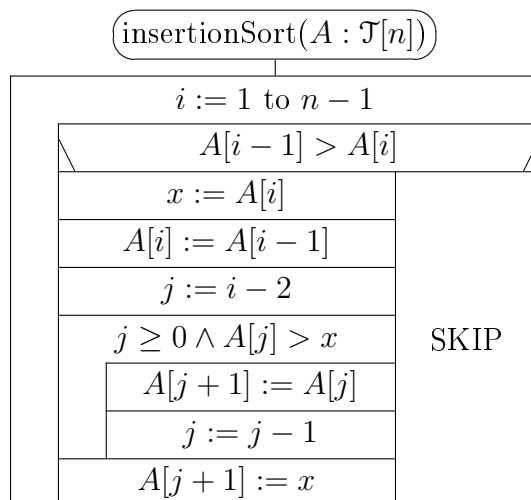 insertionSort(A : 𝒯[n])
i := 1 to n − 1
A[i − 1] > A[i]
x := A[i]
A[i] := A[i − 1]
j := i − 2
j ≥ 0 ∧ A[j] > x
SKIP
A[j + 1] := A[j]
j := j − 1
A[j + 1] := x